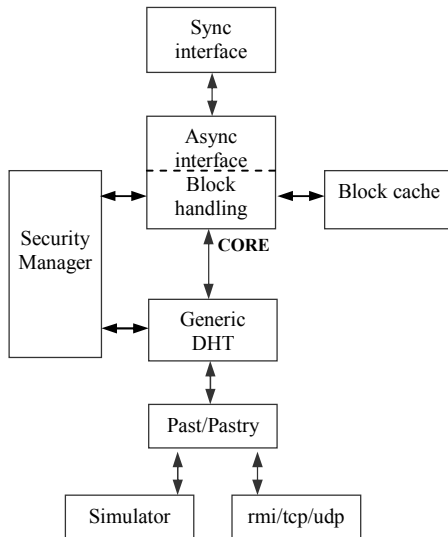 Sync
interface
Async
interface
Block
handling
Block cache
Security
Manager
CORE
Generic
DHT
Past/Pastry
Simulator
rmi/tcp/udp